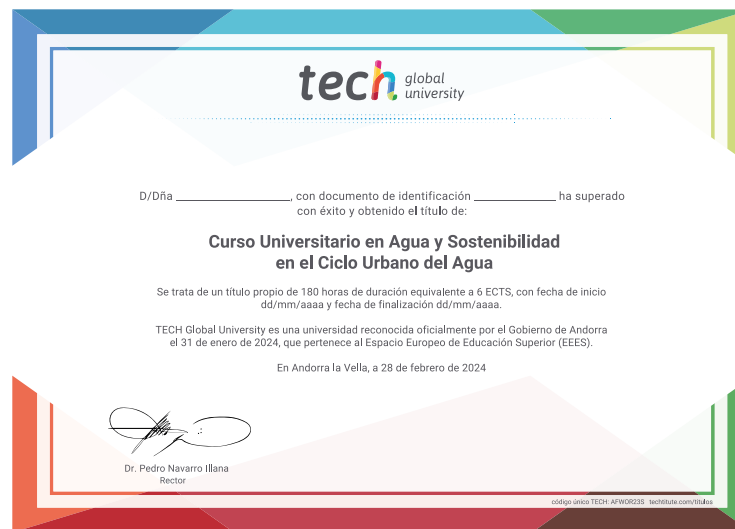 tech global university
D/Dña ____________, con documento de identificación ____________ ha superado
con éxito y obtenido el título de:
Curso Universitario en Agua y Sostenibilidad
en el Ciclo Urbano del Agua
Se trata de un título propio de 180 horas de duración equivalente a 6 ECTS, con fecha de inicio
dd/mm/aaaa y fecha de finalización dd/mm/aaaa.
TECH Global University es una universidad reconocida oficialmente por el Gobierno de Andorra
el 31 de enero de 2024, que pertenece al Espacio Europeo de Educación Superior (EEES).
En Andorra la Vella, a 28 de febrero de 2024
Dr. Pedro Navarro Illana
Rector
código único TECH: AFWOR23S techtitute.com/titulos